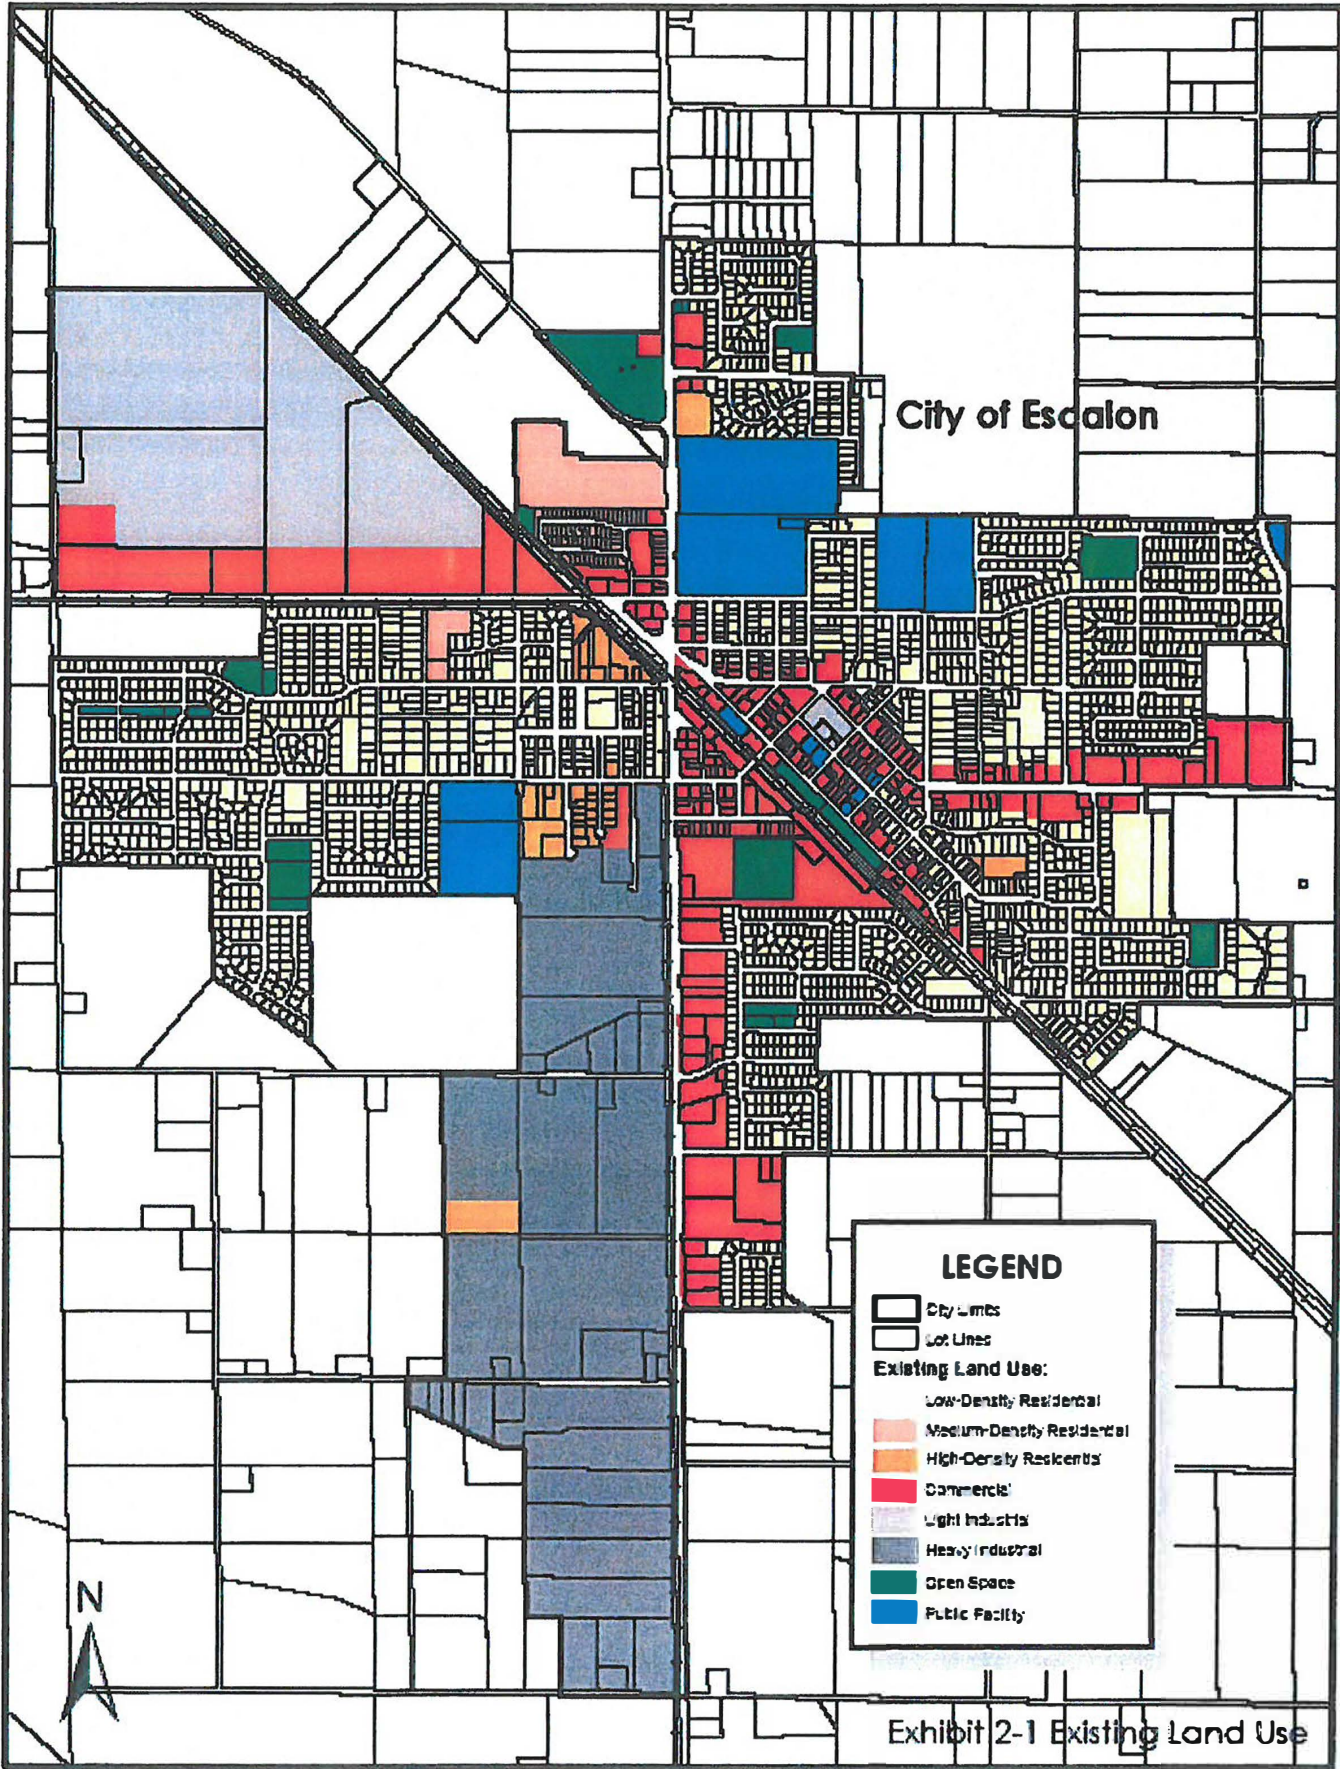 City of Escalon
LEGEND
City Limits
Lot Lines
Existing Land Use:
Low-Density Residential
Medium-Density Residential
High-Density Residential
Commercial
Light Industrial
Heavy Industrial
Open Space
Public Facility
N
Exhibit 2-1 Existing Land Use